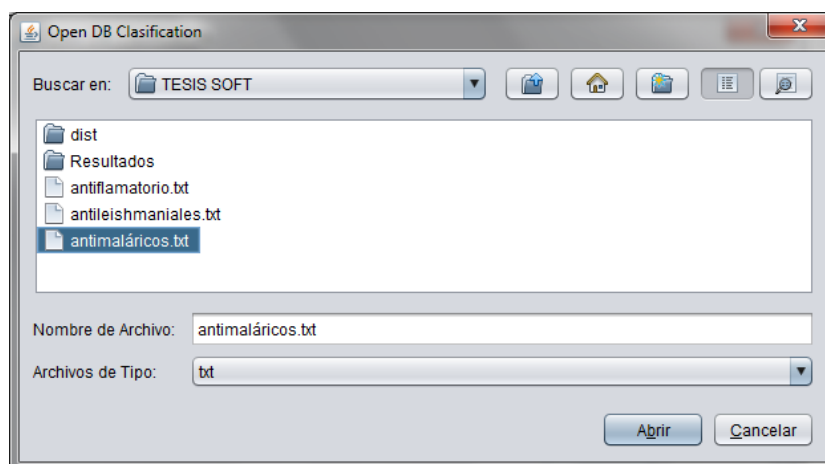 Open DB Clasification
Buscar en: TESIS SOFT
dist
Resultados
antiflamatorio.txt
antileishmaniales.txt
antimaláricos.txt
Nombre de Archivo: antimaláricos.txt
Archivos de Tipo: txt
Abrir Cancelar